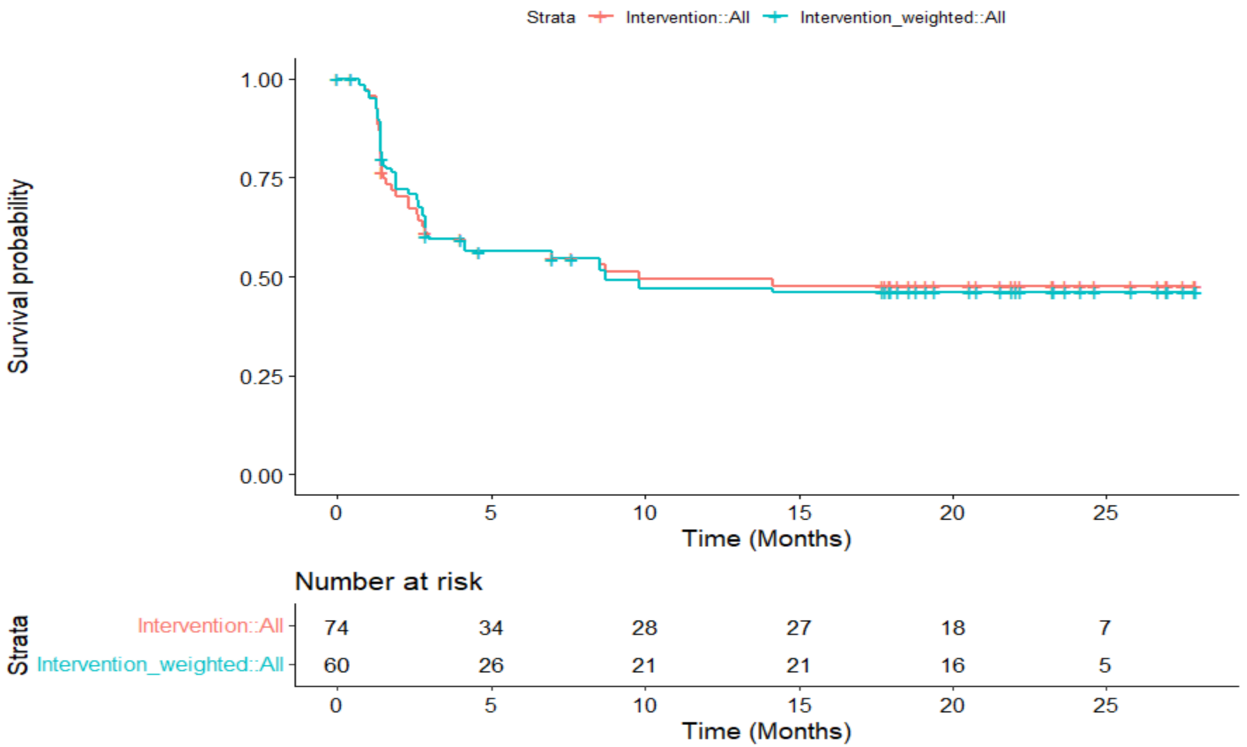 Strata Intervention::All Intervention_weighted::All
Survival probability
1.00
0.75
0.50
0.25
0.00
0 5 10 15 20 25
Time (Months)
Number at risk
Strata
Intervention::All 74 34 28 27 18 7
Intervention_weighted::All 60 26 21 21 16 5
0 5 10 15 20 25
Time (Months)